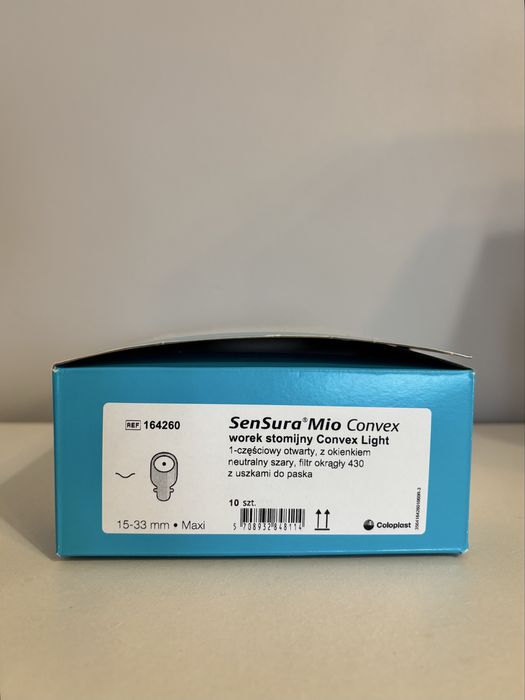 REF 164260
SenSura® Mio Convex
worek stomijny Convex Light
1-częściowy otwarty, z okienkiem
neutralny szary, filtr okrągły 430
z uszkami do paska
10 szt.
15-33 mm • Maxi
5 708932 848114
Coloplast